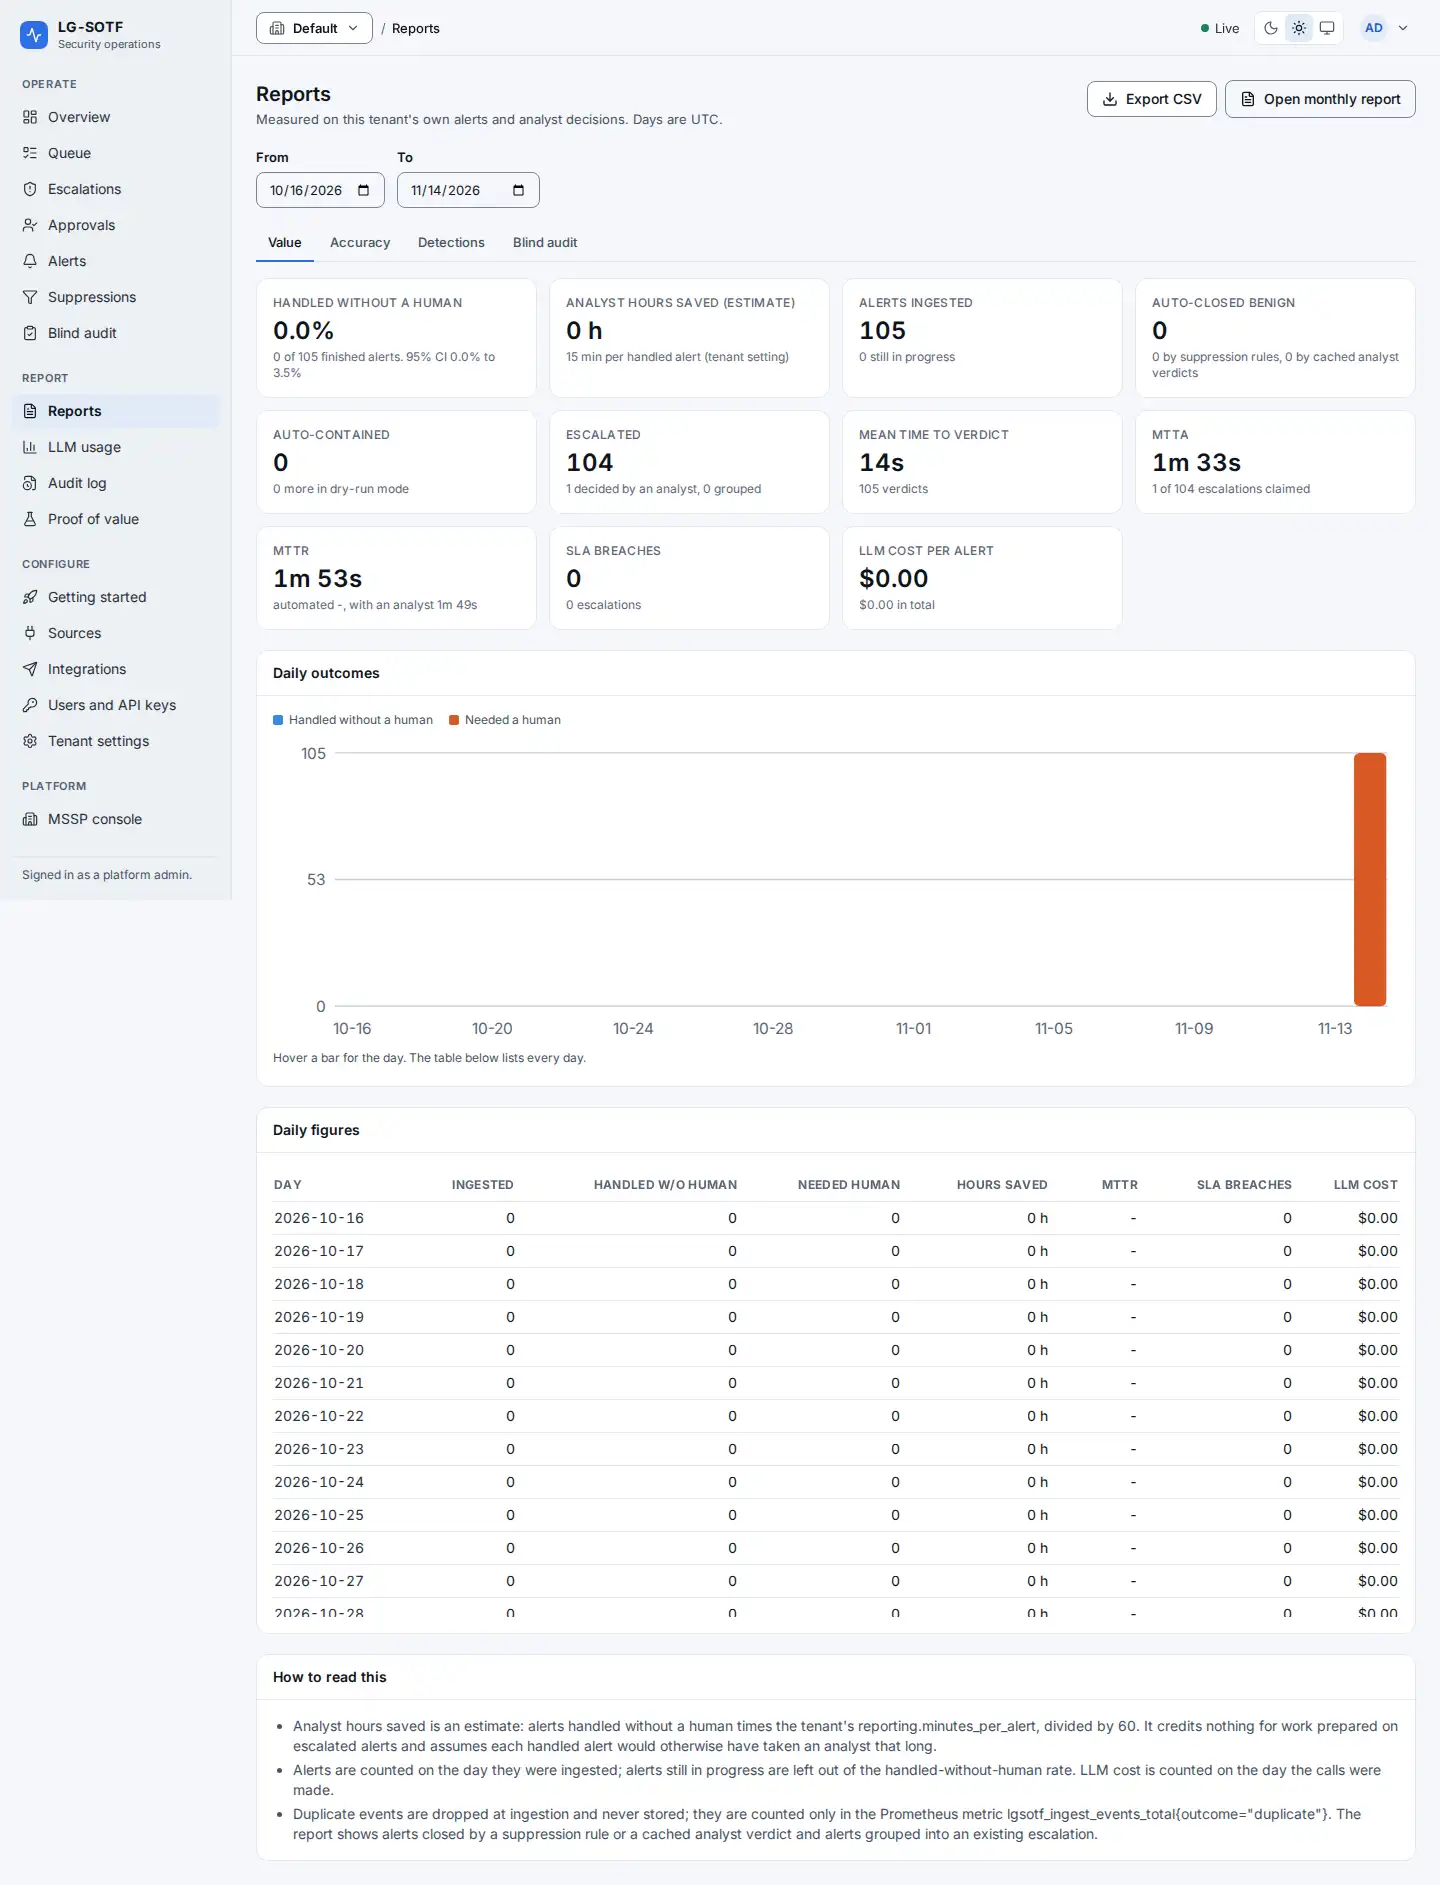 LG-SOTF
Security operations
OPERATE
Overview
Queue
Escalations
Approvals
Alerts
Suppressions
Blind audit
REPORT
Reports
LLM usage
Audit log
Proof of value
CONFIGURE
Getting started
Sources
Integrations
Users and API keys
Tenant settings
PLATFORM
MSSP console
Signed in as a platform admin.
Default / Reports
Live
AD
Reports
Measured on this tenant's own alerts and analyst decisions. Days are UTC.
Export CSV
Open monthly report
From To
10/16/2026 11/14/2026
Value Accuracy Detections Blind audit
HANDLED WITHOUT A HUMAN
0.0%
0 of 105 finished alerts. 95% CI 0.0% to
3.5%
ANALYST HOURS SAVED (ESTIMATE)
0 h
15 min per handled alert (tenant setting)
ALERTS INGESTED
105
0 still in progress
AUTO-CLOSED BENIGN
0
0 by suppression rules, 0 by cached analyst
verdicts
AUTO-CONTAINED
0
0 more in dry-run mode
ESCALATED
104
1 decided by an analyst, 0 grouped
MEAN TIME TO VERDICT
14s
105 verdicts
MTTA
1m 33s
1 of 104 escalations claimed
MTTR
1m 53s
automated -, with an analyst 1m 49s
SLA BREACHES
0
0 escalations
LLM COST PER ALERT
$0.00
$0.00 in total
Daily outcomes
Handled without a human Needed a human
105
53
0
10-16 10-20 10-24 10-28 11-01 11-05 11-09 11-13
Hover a bar for the day. The table below lists every day.
Daily figures
DAY INGESTED HANDLED W/O HUMAN NEEDED HUMAN HOURS SAVED MTTR SLA BREACHES LLM COST
2026-10-16 0 0 0 0 h - 0 $0.00
2026-10-17 0 0 0 0 h - 0 $0.00
2026-10-18 0 0 0 0 h - 0 $0.00
2026-10-19 0 0 0 0 h - 0 $0.00
2026-10-20 0 0 0 0 h - 0 $0.00
2026-10-21 0 0 0 0 h - 0 $0.00
2026-10-22 0 0 0 0 h - 0 $0.00
2026-10-23 0 0 0 0 h - 0 $0.00
2026-10-24 0 0 0 0 h - 0 $0.00
2026-10-25 0 0 0 0 h - 0 $0.00
2026-10-26 0 0 0 0 h - 0 $0.00
2026-10-27 0 0 0 0 h - 0 $0.00
2026-10-28 0 0 0 0 h - 0 $0.00
How to read this
• Analyst hours saved is an estimate: alerts handled without a human times the tenant's reporting.minutes_per_alert, divided by 60. It credits nothing for work prepared on
escalated alerts and assumes each handled alert would otherwise have taken an analyst that long.
• Alerts are counted on the day they were ingested; alerts still in progress are left out of the handled-without-human rate. LLM cost is counted on the day the calls were
made.
• Duplicate events are dropped at ingestion and never stored; they are counted only in the Prometheus metric lgsotf_ingest_events_total{outcome="duplicate"}. The
report shows alerts closed by a suppression rule or a cached analyst verdict and alerts grouped into an existing escalation.